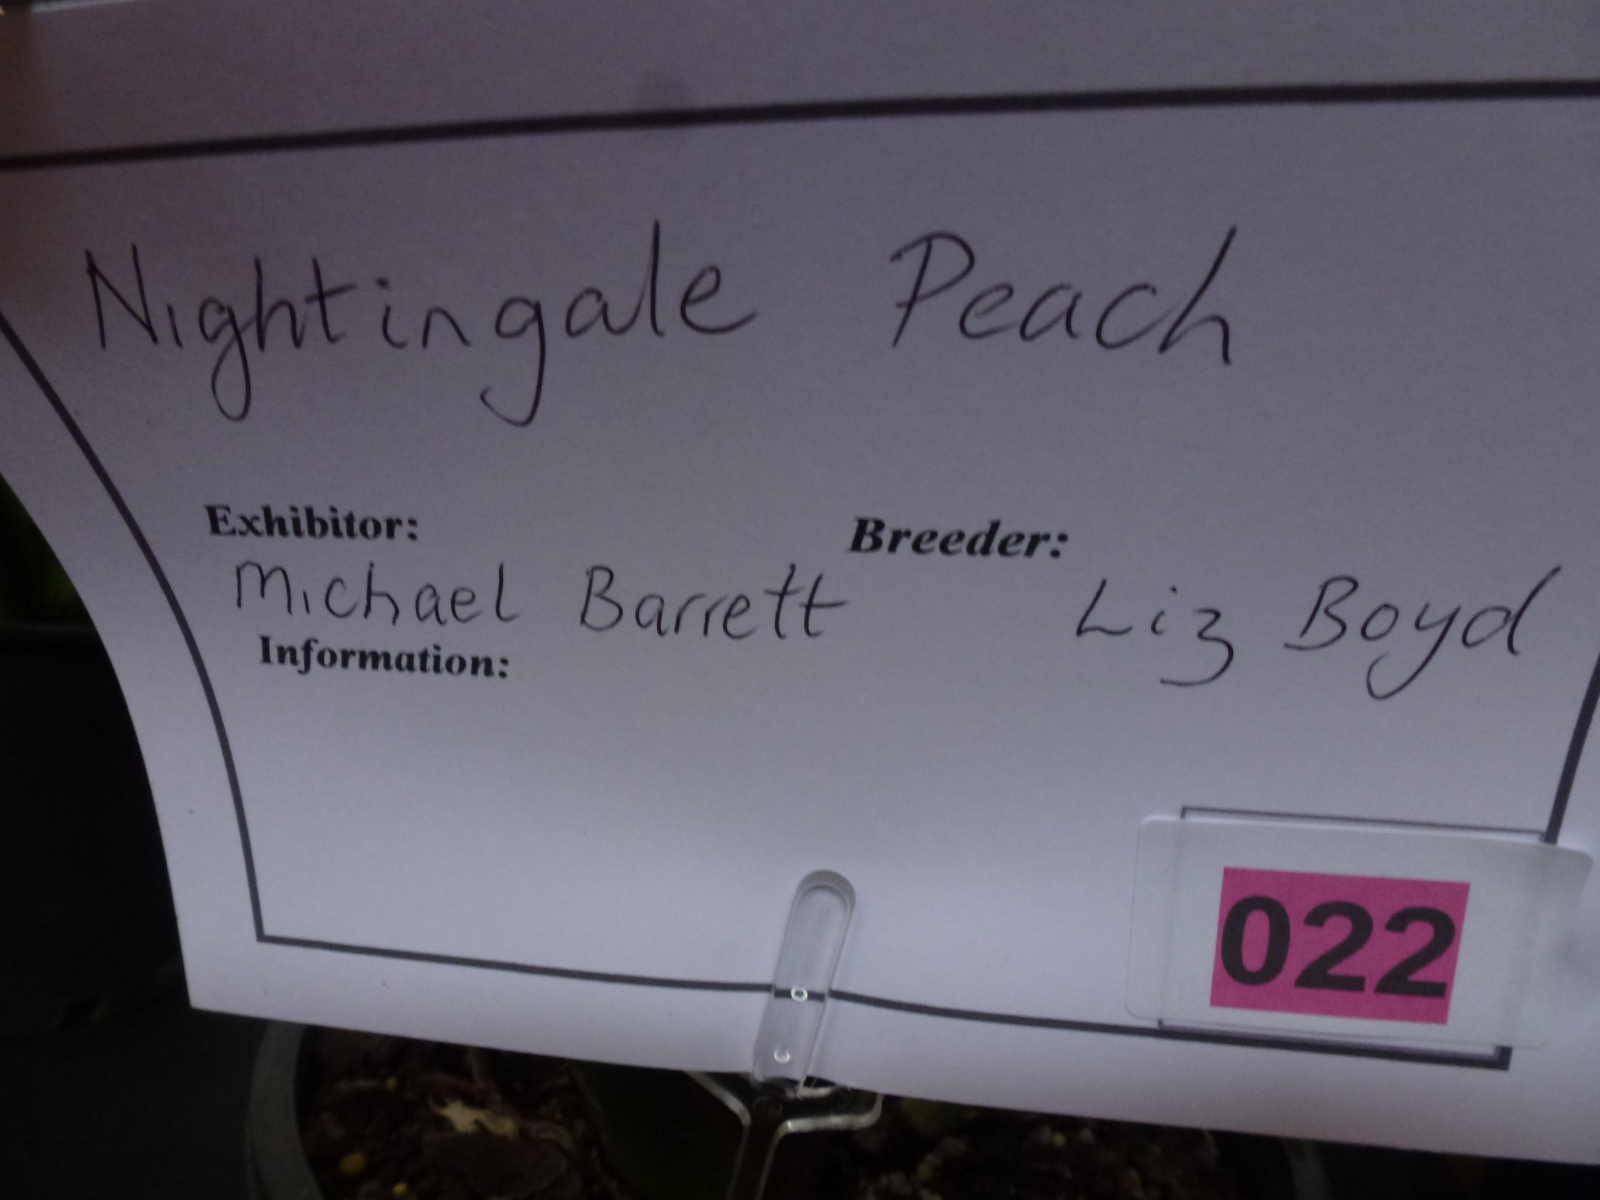 Nightingale Peach
Exhibitor: Breeder:
Michael Barrett Liz Boyd
Information:
022